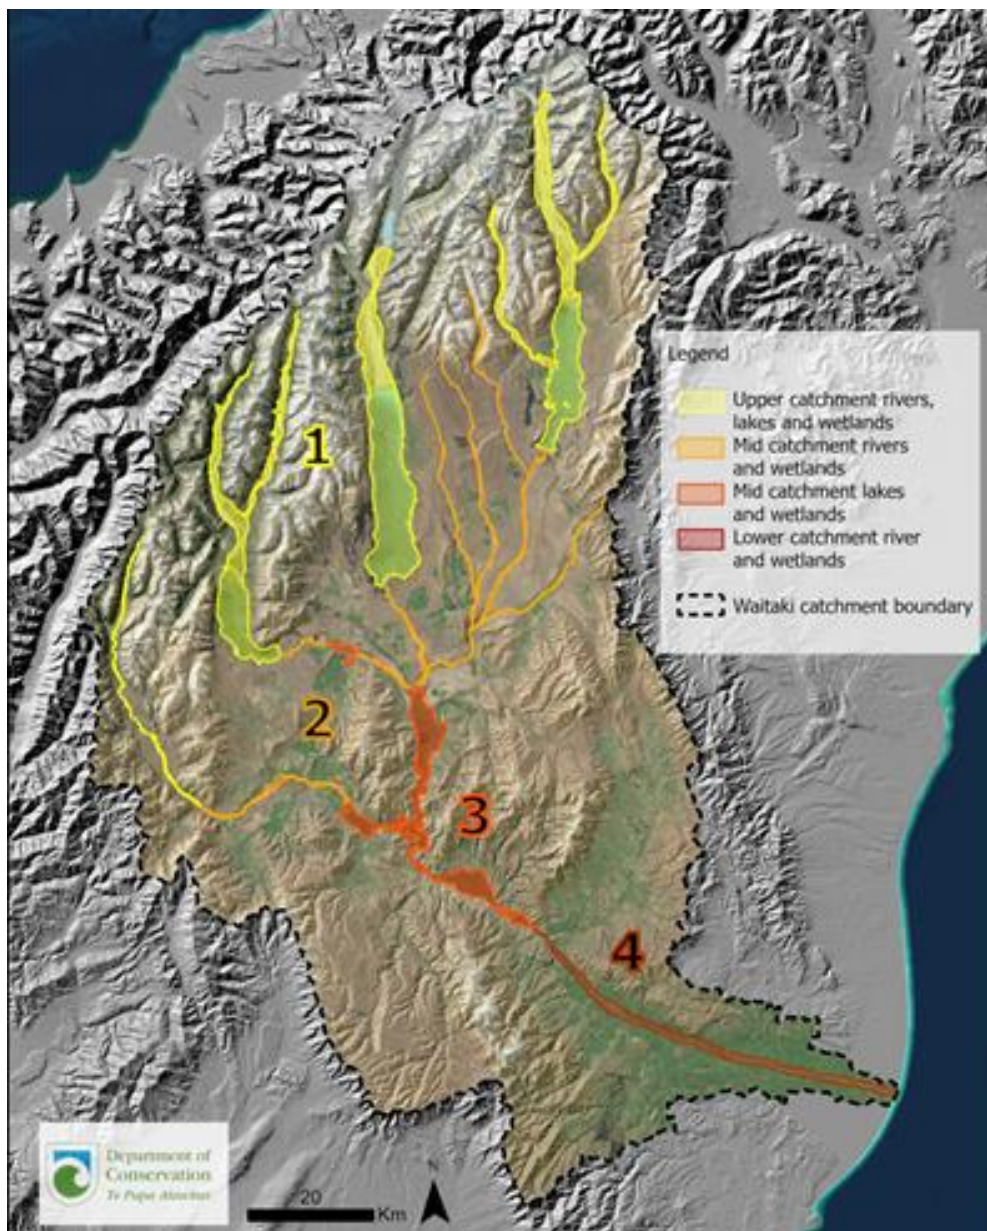 1
2
3
4
Legend
Upper catchment rivers,
lakes and wetlands
Mid catchment rivers
and wetlands
Mid catchment lakes
and wetlands
Lower catchment river
and wetlands
Waitaki catchment boundary
Department of
Conservation
Te Papa Atawhai
20
Km
N